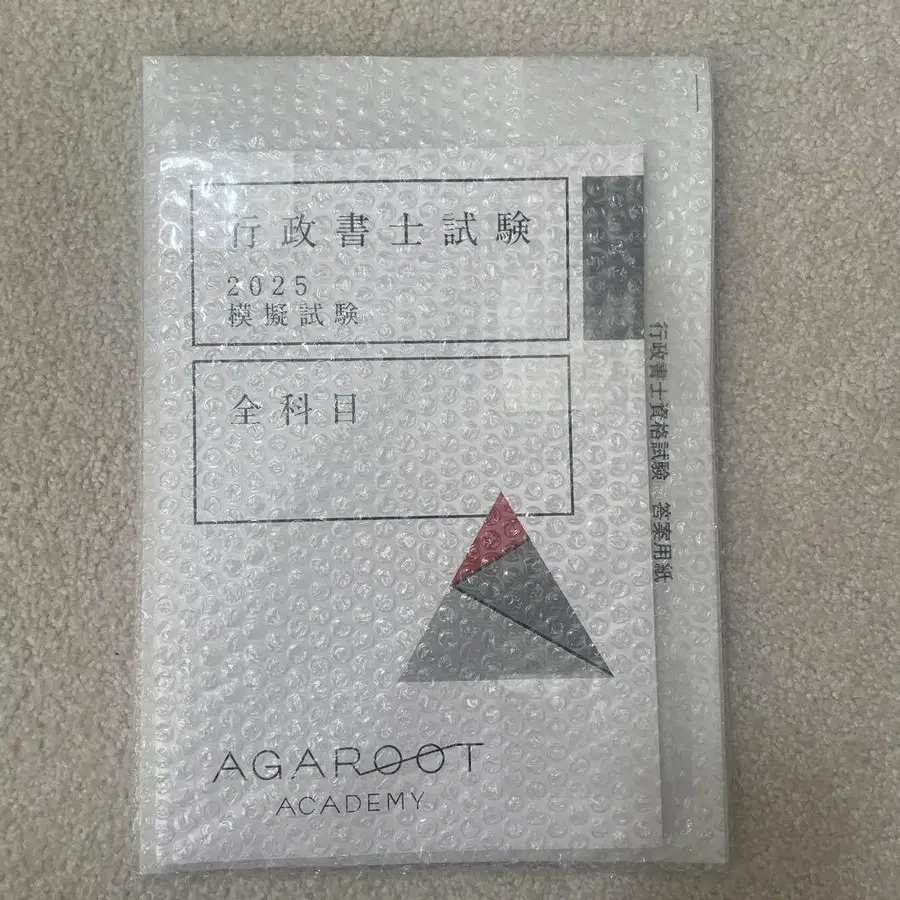 行政書士試験
2025
模擬試験
全科目
行政書士資格試験 答案用紙
AGAROOT
ACADEMY